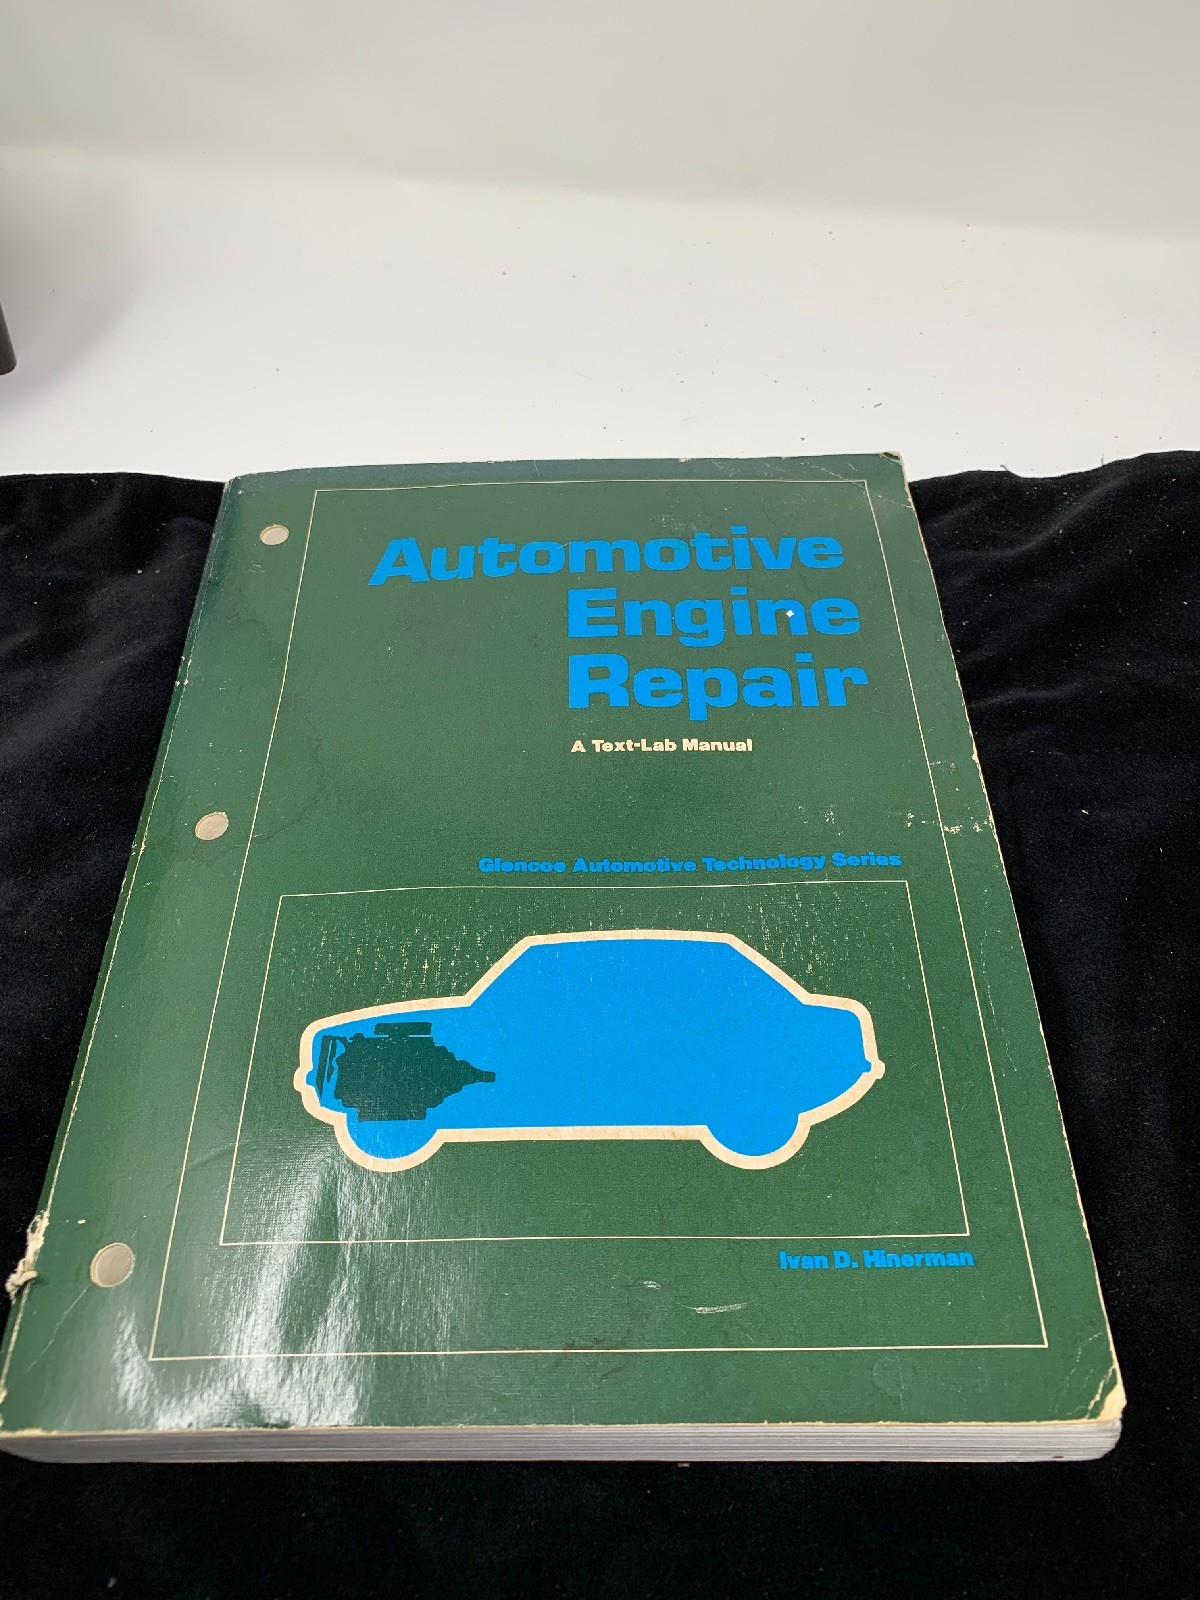 Automotive
Engine
Repair
A Text-Lab Manual
Glencoe Automotive Technology Series
Ivan D. Hinerman